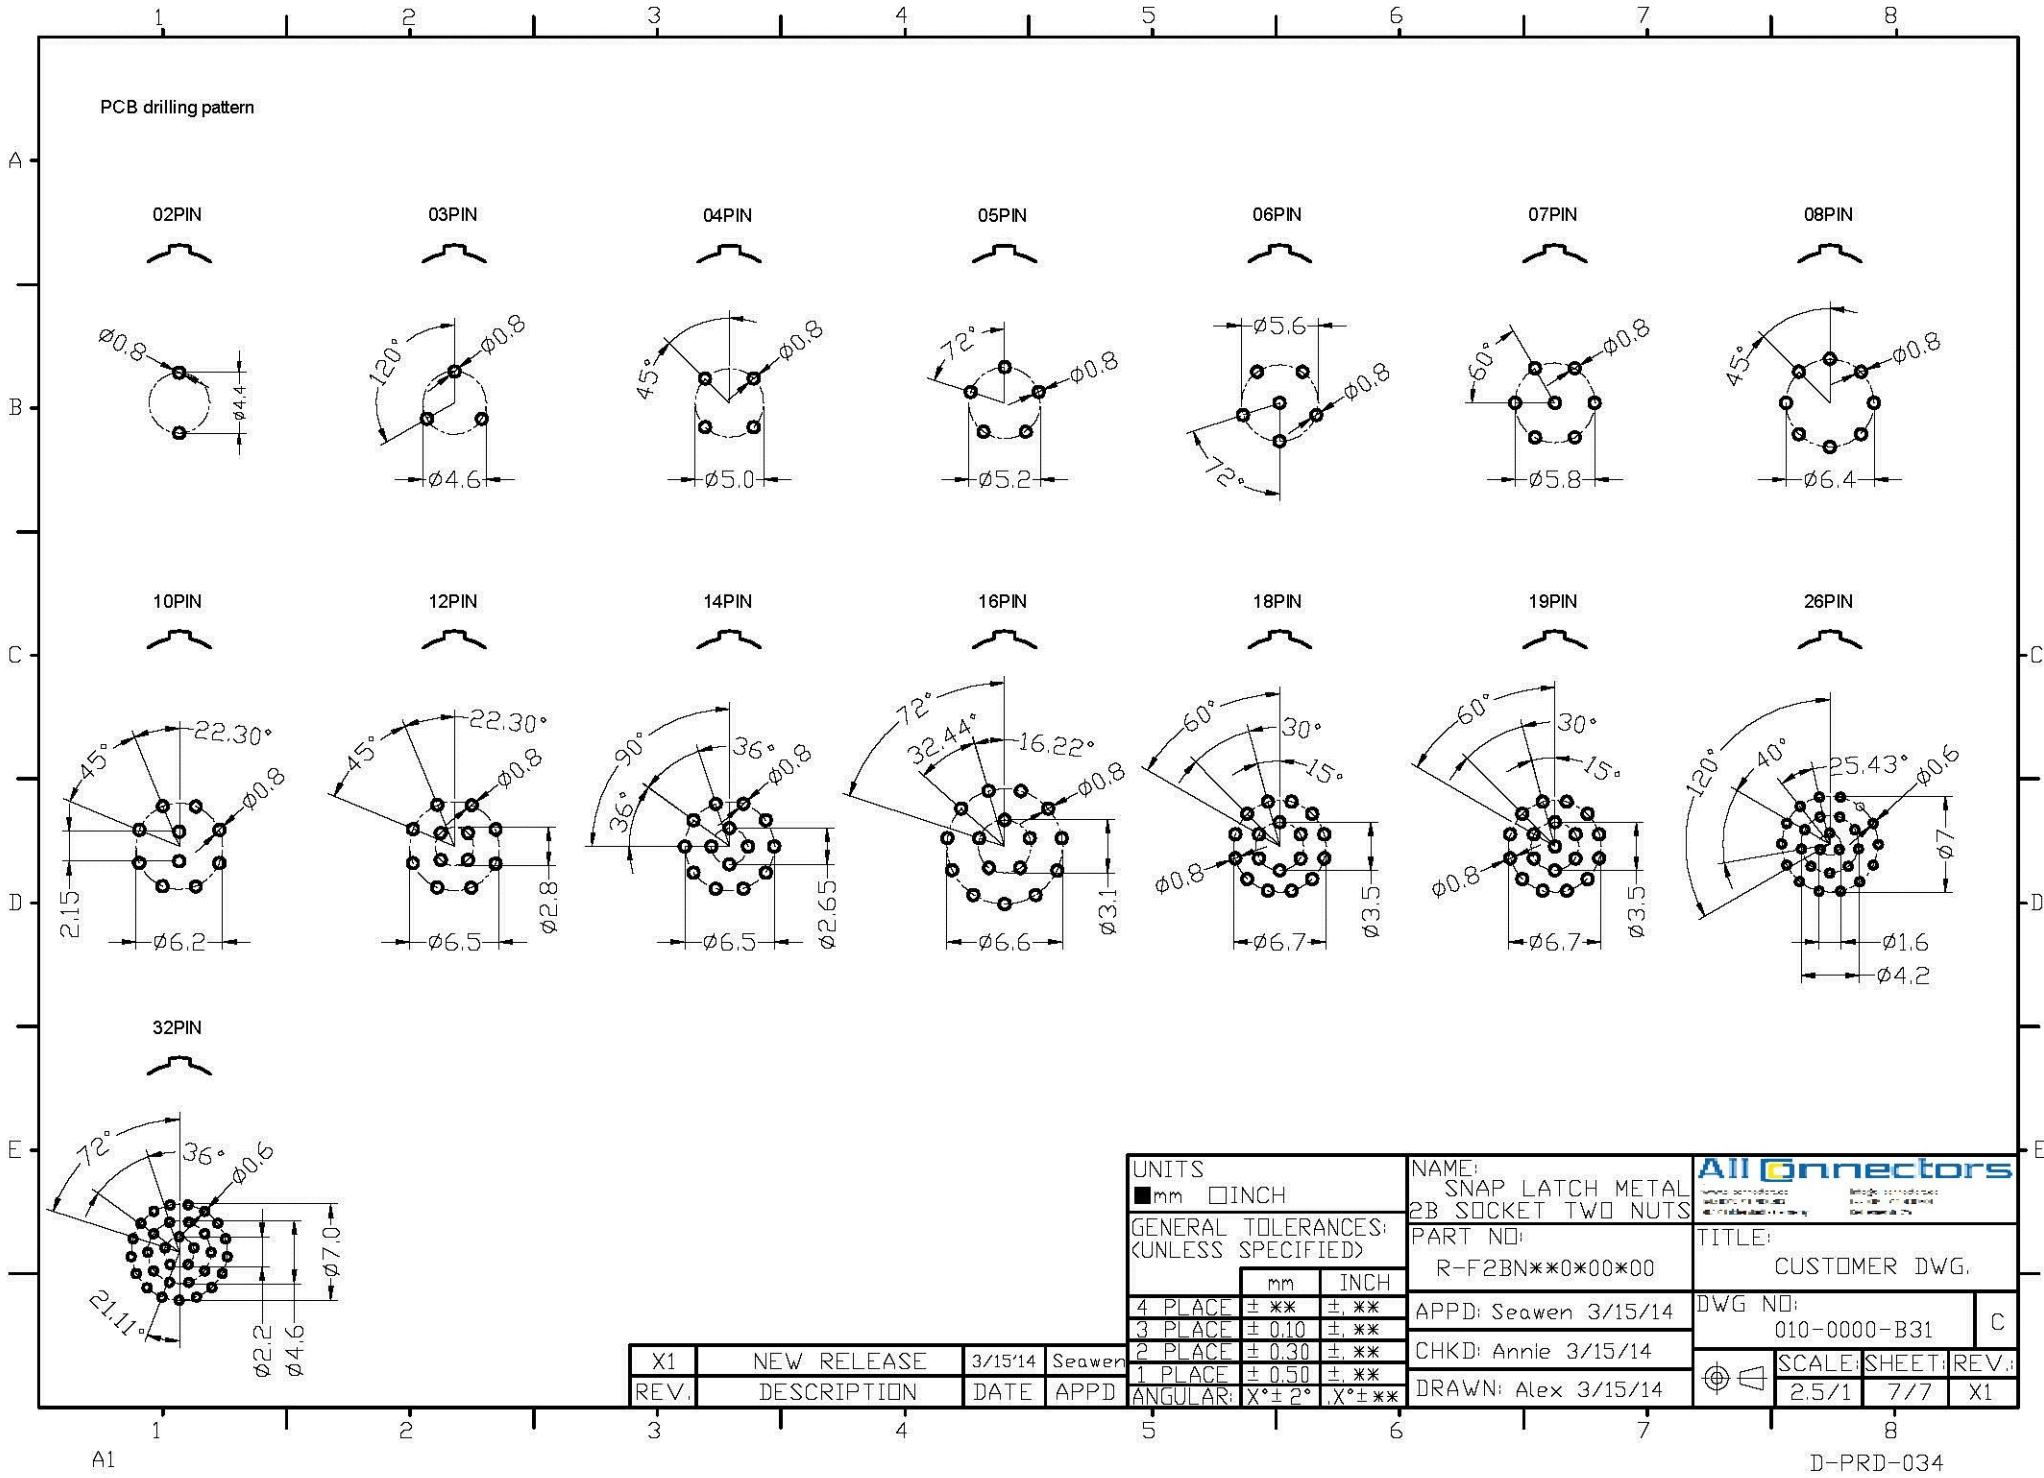 1 2 3 4 5 6 7 8
PCB drilling pattern
A
02PIN 03PIN 04PIN 05PIN 06PIN 07PIN 08PIN
Ø0.8 Ø4.4
120° Ø0.8 Ø4.6
45° Ø0.8 Ø5.0
72° Ø0.8 Ø5.2
Ø5.6 Ø0.8 72°
60° Ø0.8 Ø5.8
45° Ø0.8 Ø6.4
B
10PIN 12PIN 14PIN 16PIN 18PIN 19PIN 26PIN
C C
45° 22.30° Ø0.8 2.15 Ø6.2
45° 22.30° Ø0.8 Ø2.8 Ø6.5
90° 36° 36° Ø0.8 Ø2.65 Ø6.5
72° 32.44° 16.22° Ø0.8 Ø3.1 Ø6.6
60° 30° 15° Ø0.8 Ø3.5 Ø6.7
60° 30° 15° Ø0.8 Ø3.5 Ø6.7
120° 40° 25.43° Ø0.6 Ø7 Ø1.6 Ø4.2
D D
32PIN
72° 36° Ø0.6 21.11° Ø2.2 Ø4.6 Ø7.0
E E
UNITS
■mm □INCH
GENERAL TOLERANCES:
(UNLESS SPECIFIED)
mm INCH
4 PLACE ± ** ±. **
3 PLACE ± 0.10 ±. **
2 PLACE ± 0.30 ±. **
1 PLACE ± 0.50 ±. **
ANGULAR: X°± 2° .X°±**
NAME:
SNAP LATCH METAL
2B SOCKET TWO NUTS
PART NO:
R-F2BN**0*00*00
APPD: Seawen 3/15/14
CHKD: Annie 3/15/14
DRAWN: Alex 3/15/14
All Connectors
TITLE:
CUSTOMER DWG.
DWG NO:
010-0000-B31
C
SCALE: SHEET: REV.:
2.5/1 7/7 X1
X1 NEW RELEASE 3/15'14 Seawen
REV. DESCRIPTION DATE APPD
1 2 3 4 5 6 7 8
A1
D-PRD-034